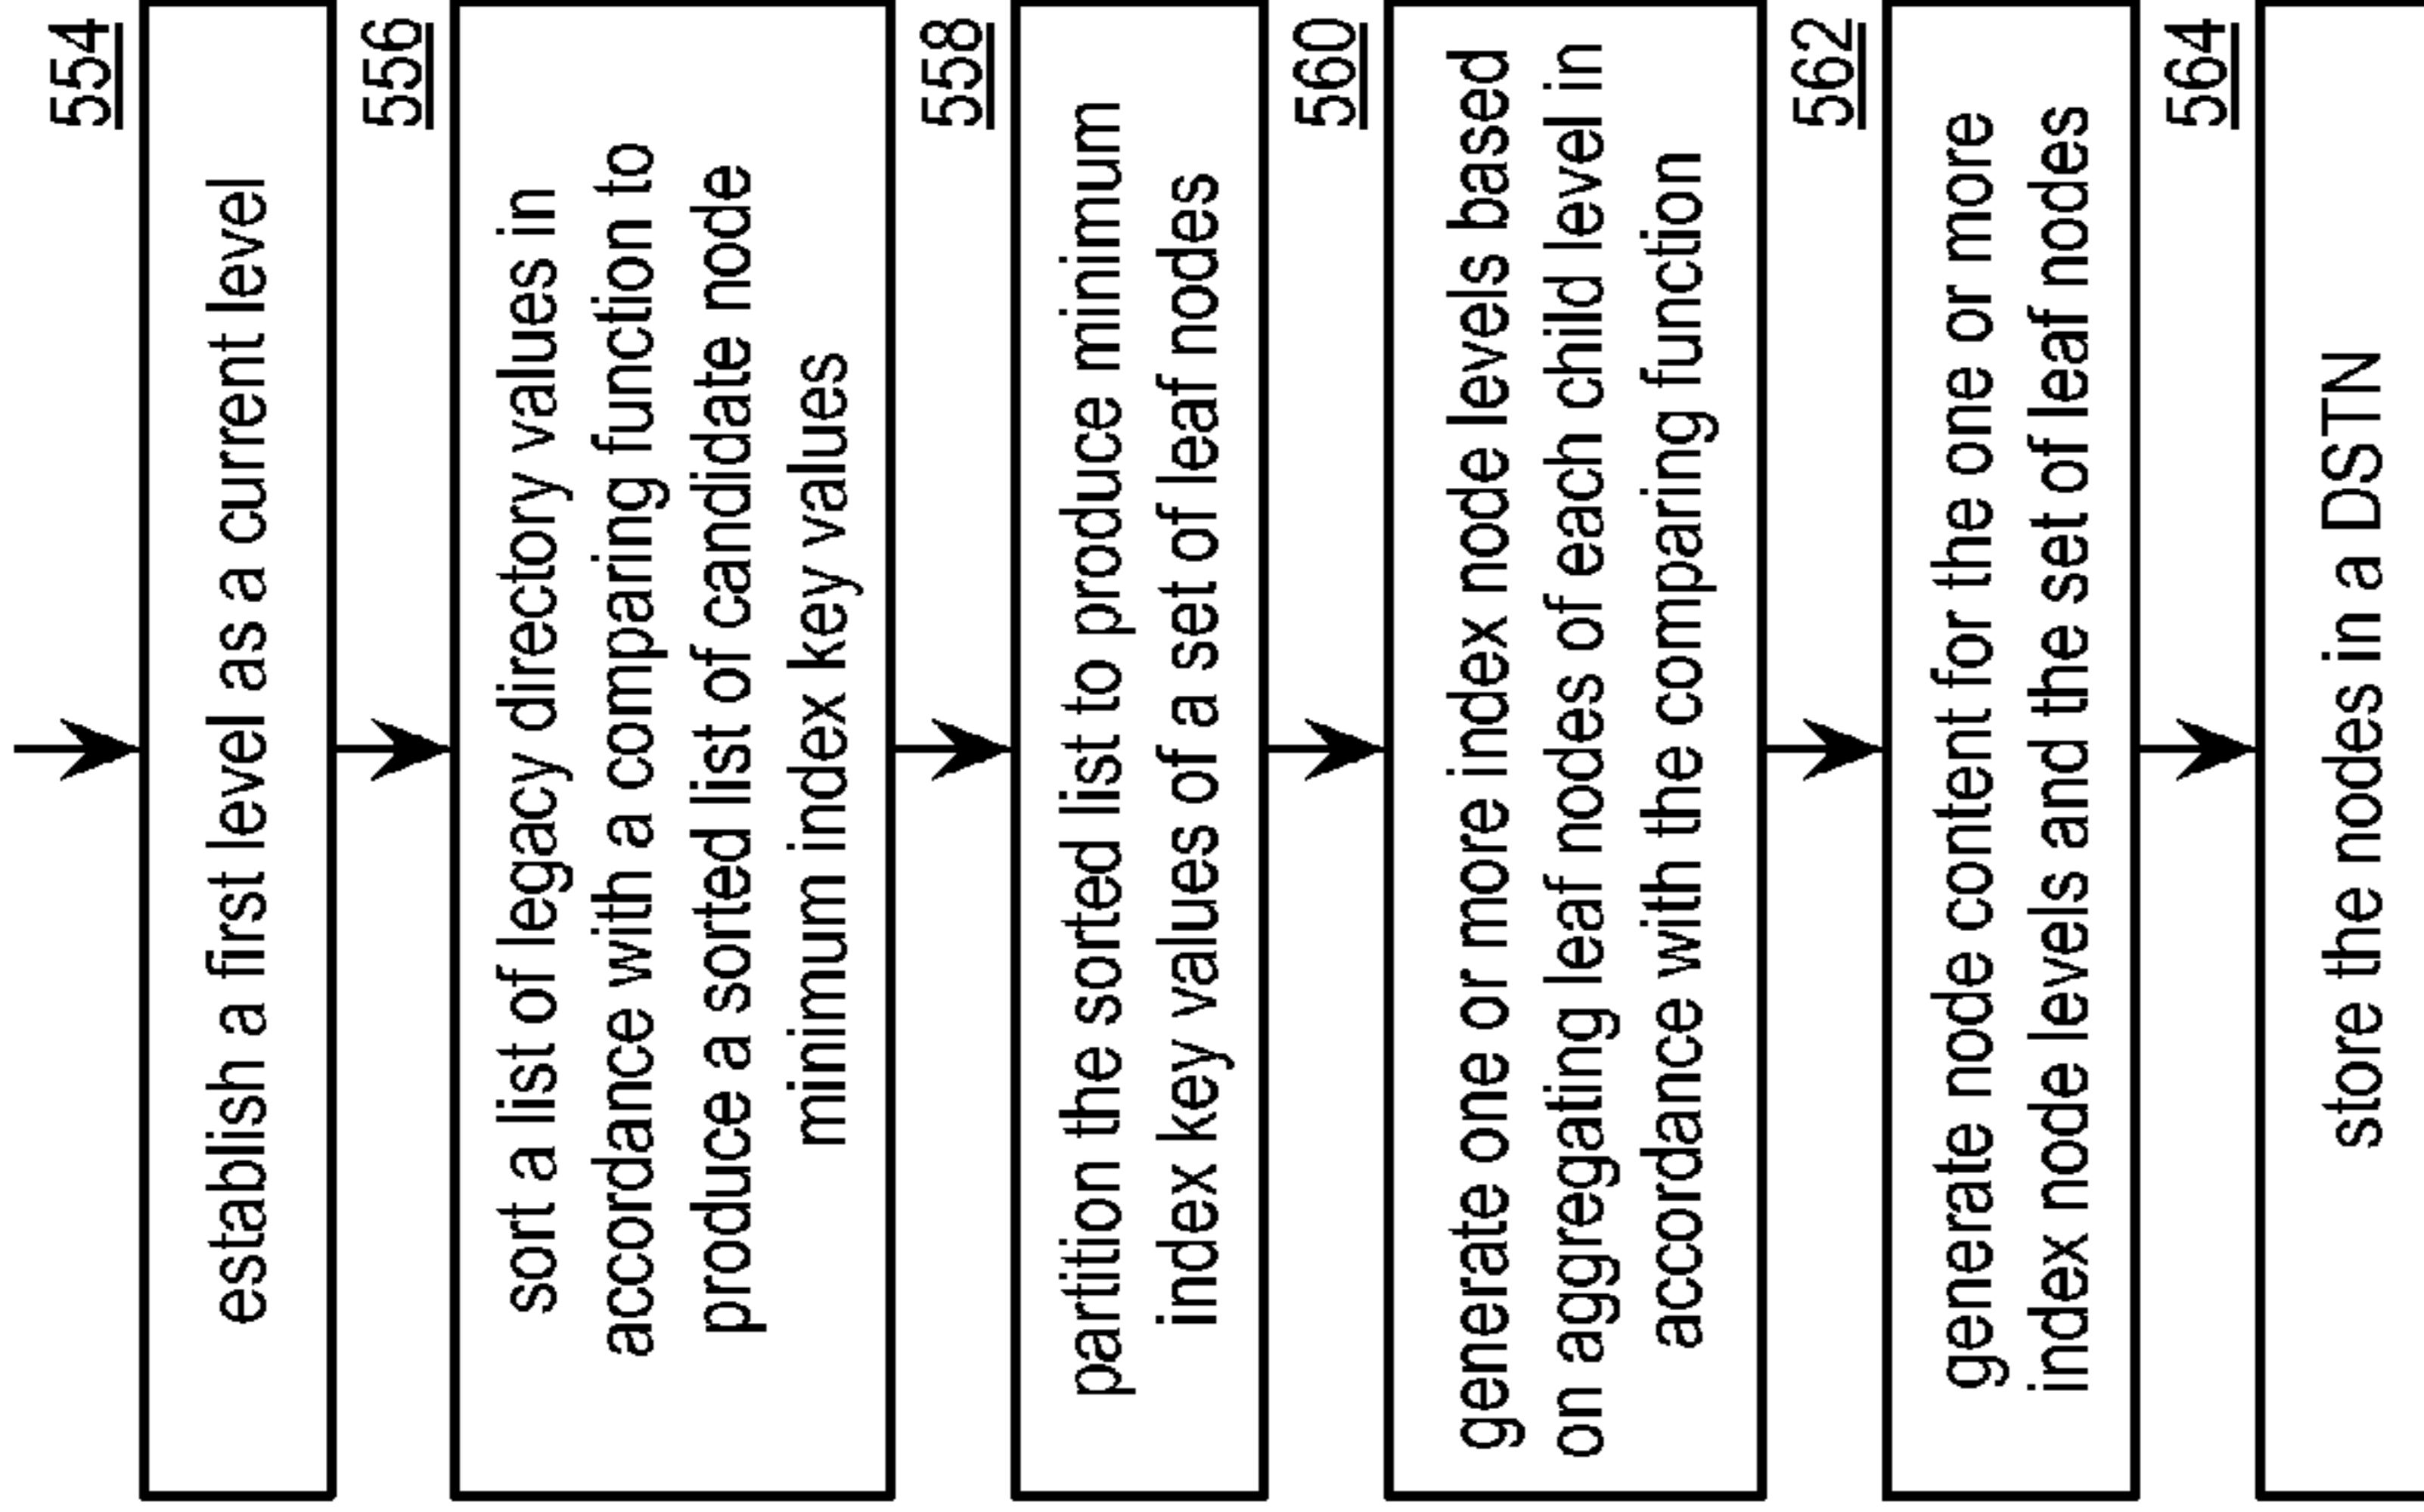 554
establish a first level as a current level
556
sort a list of legacy directory values in
accordance with a comparing function to
produce a sorted list of candidate node
minimum index key values
558
partition the sorted list to produce minimum
index key values of a set of leaf nodes
560
generate one or more index node levels based
on aggregating leaf nodes of each child level in
accordance with the comparing function
562
generate node content for the one or more
index node levels and the set of leaf nodes
564
store the nodes in a DSTN